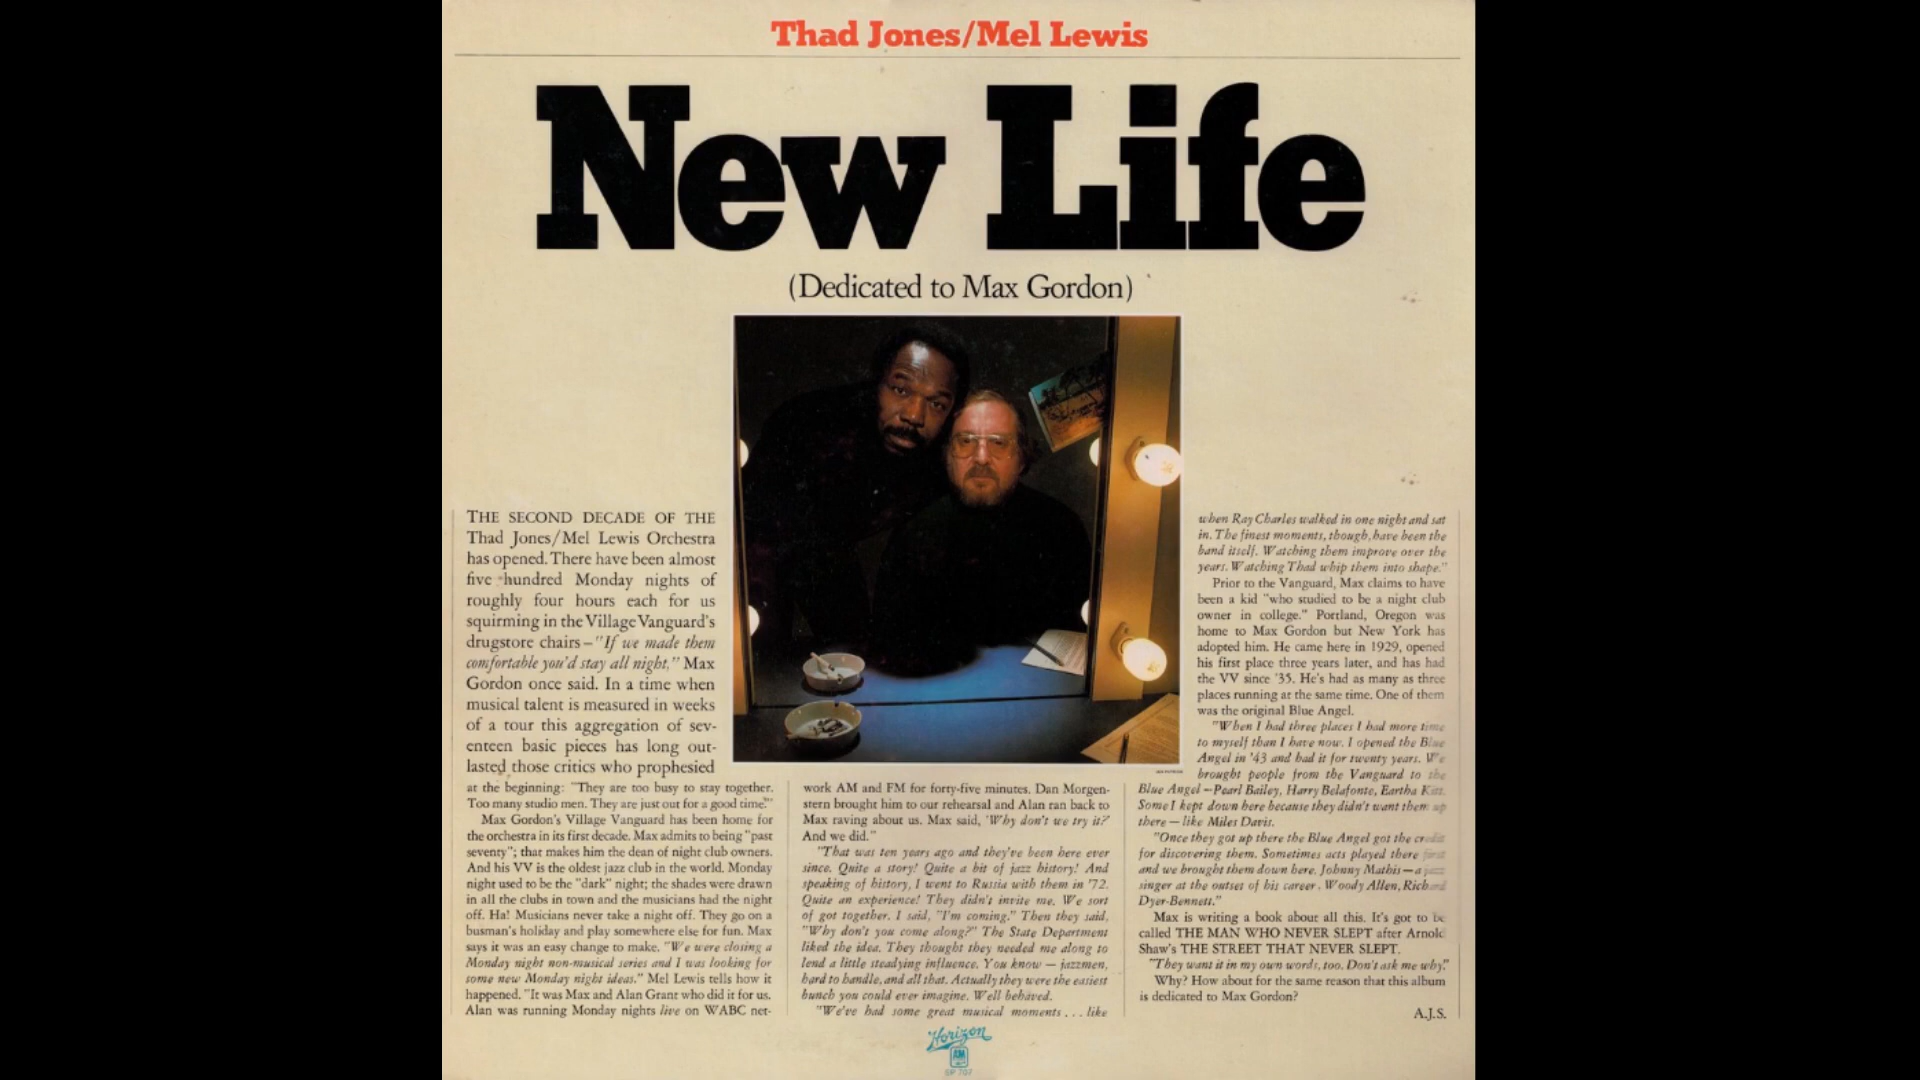 Thad Jones/Mel Lewis
New Life
(Dedicated to Max Gordon)
THE SECOND DECADE OF THE
Thad Jones/Mel Lewis Orchestra
has opened. There have been almost
five hundred Monday nights of
roughly four hours each for us
squirming in the Village Vanguard's
drugstore chairs–"If we made them
comfortable you'd stay all night," Max
Gordon once said. In a time when
musical talent is measured in weeks
of a tour this aggregation of sev-
enteen basic pieces has long out-
lasted those critics who prophesied
at the beginning: "They are too busy to stay together.
Too many studio men. They are just out for a good time."
Max Gordon's Village Vanguard has been home for
the orchestra in its first decade. Max admits to being "past
seventy"; that makes him the dean of night club owners.
And his VV is the oldest jazz club in the world. Monday
night used to be the "dark" night; the shades were drawn
in all the clubs in town and the musicians had the night
off. Ha! Musicians never take a night off. They go on a
busman's holiday and play somewhere else for fun. Max
says it was an easy change to make. "We were closing a
Monday night non-musical series and I was looking for
some new Monday night ideas." Mel Lewis tells how it
happened. "It was Max and Alan Grant who did it for us.
Alan was running Monday nights live on WABC net-
work AM and FM for forty-five minutes. Dan Morgen-
stern brought him to our rehearsal and Alan ran back to
Max raving about us. Max said, 'Why don't we try it?'
And we did."
"That was ten years ago and they've been here ever
since. Quite a story! Quite a bit of jazz history! And
speaking of history, I went to Russia with them in '72.
Quite an experience! They didn't invite me. We sort
of got together. I said, "I'm coming." Then they said,
"Why don't you come along?" The State Department
liked the idea. They thought they needed me along to
lend a little steadying influence. You know — jazzmen,
hard to handle, and all that. Actually they were the easiest
bunch you could ever imagine. Well behaved.
"We've had some great musical moments . . . like
when Ray Charles walked in one night and sat
in. The finest moments, though, have been the
band itself. Watching them improve over the
years. Watching Thad whip them into shape."
Prior to the Vanguard, Max claims to have
been a kid "who studied to be a night club
owner in college." Portland, Oregon was
home to Max Gordon but New York has
adopted him. He came here in 1929, opened
his first place three years later, and has had
the VV since '35. He's had as many as three
places running at the same time. One of them
was the original Blue Angel.
"When I had three places I had more time
to myself than I have now. I opened the Blue
Angel in '43 and had it for twenty years. We
brought people from the Vanguard to the
Blue Angel—Pearl Bailey, Harry Belafonte, Eartha Kitt.
Some I kept down here because they didn't want them up
there — like Miles Davis.
"Once they got up there the Blue Angel got the credit
for discovering them. Sometimes acts played there first
and we brought them down here. Johnny Mathis—a jazz
singer at the outset of his career. Woody Allen, Richard
Dyer-Bennett."
Max is writing a book about all this. It's got to be
called THE MAN WHO NEVER SLEPT after Arnold
Shaw's THE STREET THAT NEVER SLEPT.
"They want it in my own words, too. Don't ask me why."
Why? How about for the same reason that this album
is dedicated to Max Gordon?
A.J.S.
Horizon
AM
SP 707